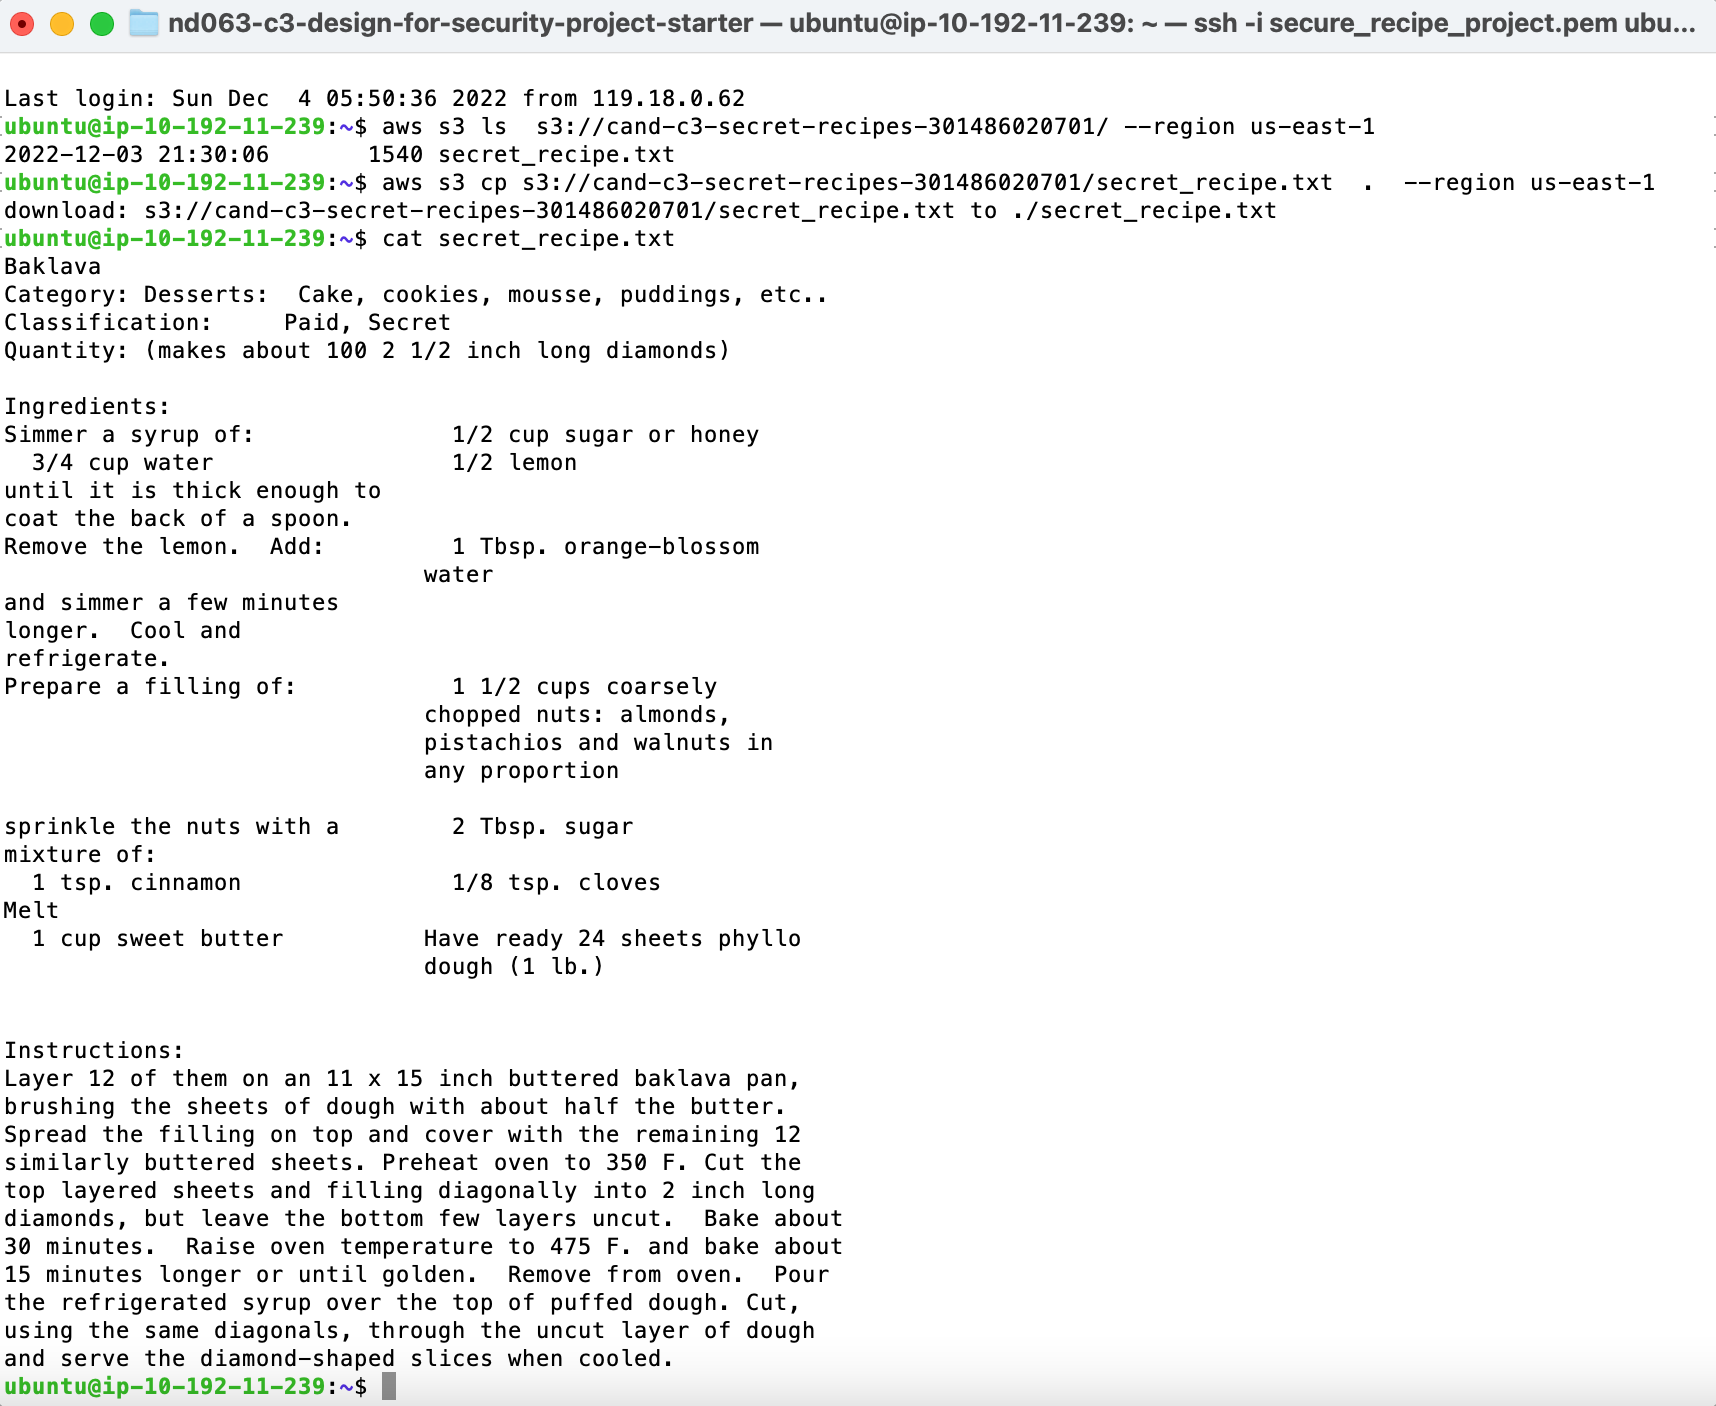 nd063-c3-design-for-security-project-starter — ubuntu@ip-10-192-11-239: ~ — ssh -i secure_recipe_project.pem ubu...
Last login: Sun Dec  4 05:50:36 2022 from 119.18.0.62
ubuntu@ip-10-192-11-239:~$ aws s3 ls  s3://cand-c3-secret-recipes-301486020701/ --region us-east-1
2022-12-03 21:30:06       1540 secret_recipe.txt
ubuntu@ip-10-192-11-239:~$ aws s3 cp s3://cand-c3-secret-recipes-301486020701/secret_recipe.txt  .  --region us-east-1
download: s3://cand-c3-secret-recipes-301486020701/secret_recipe.txt to ./secret_recipe.txt
ubuntu@ip-10-192-11-239:~$ cat secret_recipe.txt
Baklava
Category: Desserts:  Cake, cookies, mousse, puddings, etc..
Classification:     Paid, Secret
Quantity: (makes about 100 2 1/2 inch long diamonds)

Ingredients:
Simmer a syrup of:              1/2 cup sugar or honey
  3/4 cup water                 1/2 lemon
until it is thick enough to
coat the back of a spoon.
Remove the lemon.  Add:         1 Tbsp. orange-blossom
                              water
and simmer a few minutes
longer.  Cool and
refrigerate.
Prepare a filling of:           1 1/2 cups coarsely
                              chopped nuts: almonds,
                              pistachios and walnuts in
                              any proportion

sprinkle the nuts with a        2 Tbsp. sugar
mixture of:
  1 tsp. cinnamon               1/8 tsp. cloves
Melt
  1 cup sweet butter          Have ready 24 sheets phyllo
                              dough (1 lb.)


Instructions:
Layer 12 of them on an 11 x 15 inch buttered baklava pan,
brushing the sheets of dough with about half the butter.
Spread the filling on top and cover with the remaining 12
similarly buttered sheets. Preheat oven to 350 F. Cut the
top layered sheets and filling diagonally into 2 inch long
diamonds, but leave the bottom few layers uncut.  Bake about
30 minutes.  Raise oven temperature to 475 F. and bake about
15 minutes longer or until golden.  Remove from oven.  Pour
the refrigerated syrup over the top of puffed dough. Cut,
using the same diagonals, through the uncut layer of dough
and serve the diamond-shaped slices when cooled.
ubuntu@ip-10-192-11-239:~$